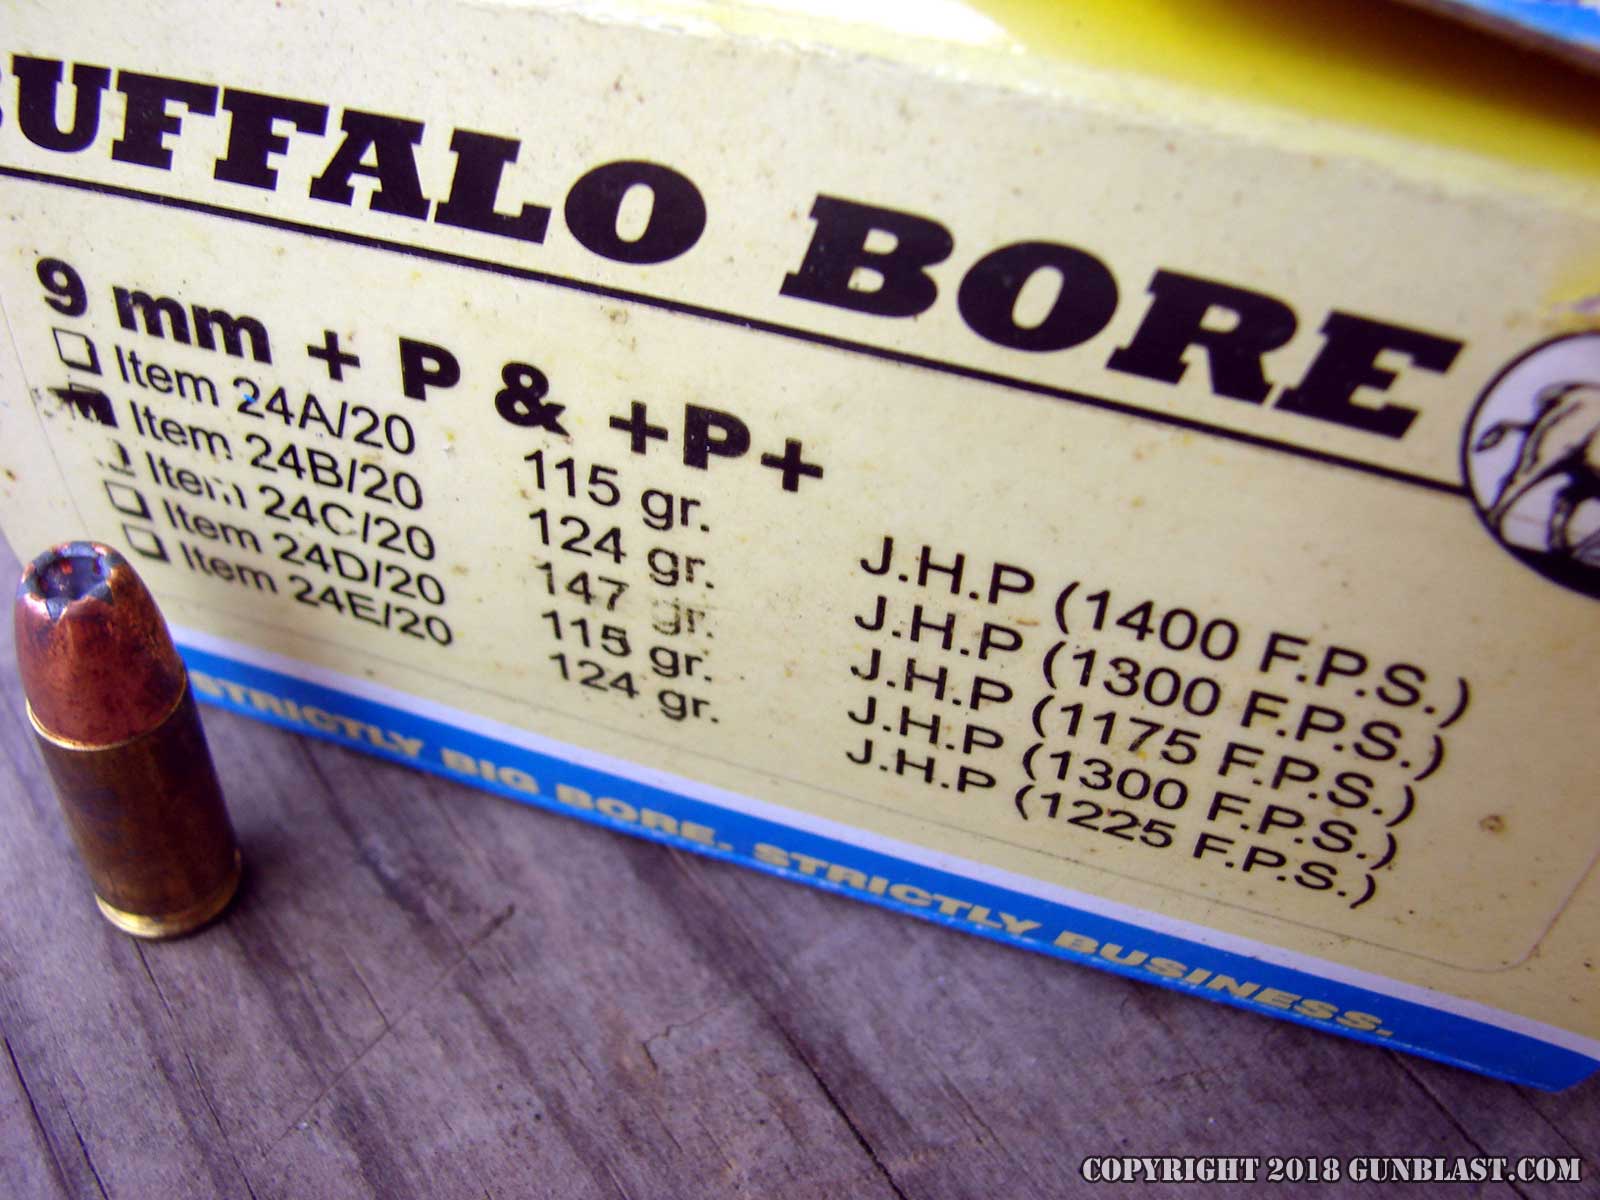 BUFFALO BORE
9 mm + P & +P+
Item 24A/20 115 gr. J.H.P (1400 F.P.S.)
Item 24B/20 124 gr. J.H.P (1300 F.P.S.)
Item 24C/20 147 gr. J.H.P (1175 F.P.S.)
Item 24D/20 115 gr. J.H.P (1300 F.P.S.)
Item 24E/20 124 gr. J.H.P (1225 F.P.S.)
STRICTLY BIG BORE. STRICTLY BUSINESS.
COPYRIGHT 2018 GUNBLAST.COM